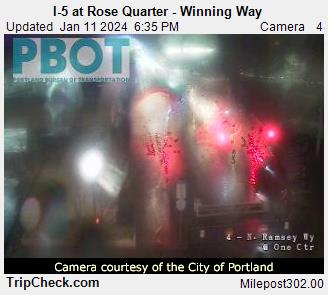 I-5 at Rose Quarter - Winning Way
Updated Jan 11 2024 6:35 PM Camera 4
PBOT
PORTLAND BUREAU OF TRANSPORTATION
4 - N. Ramsey Wy
@ One Ctr
Camera courtesy of the City of Portland
TripCheck.com Milepost302.00